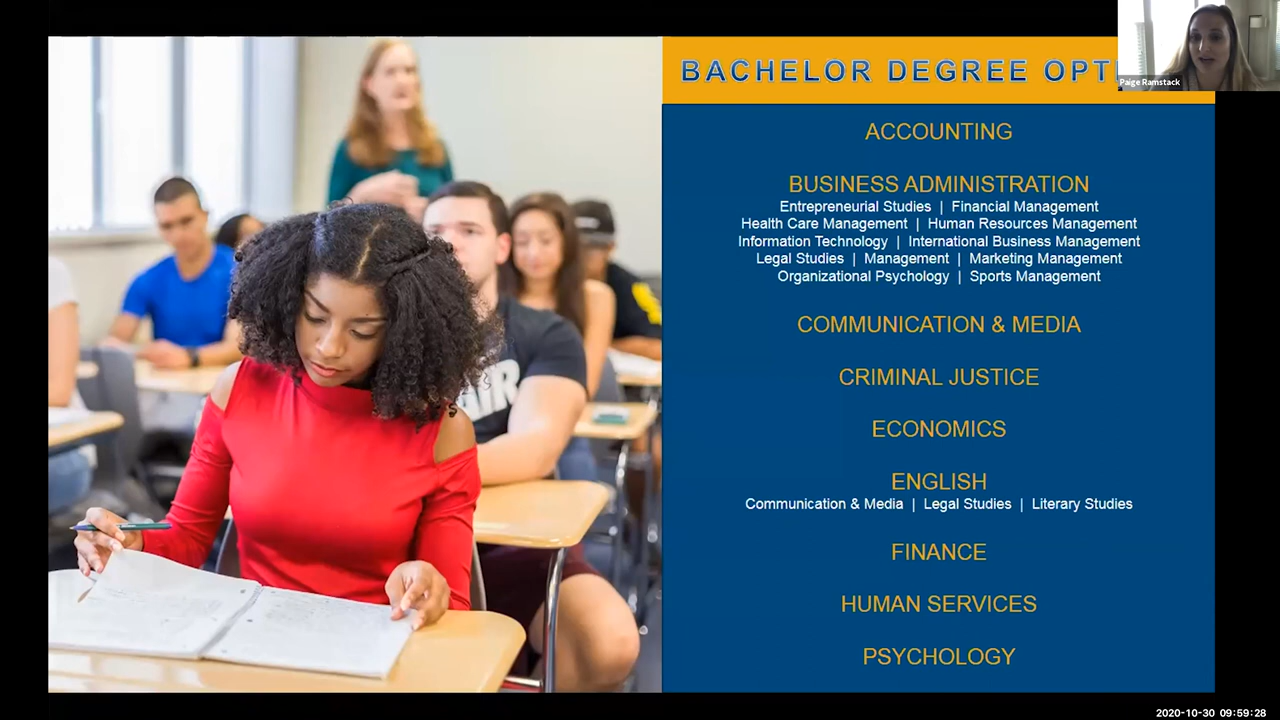 BACHELOR DEGREE OPT
Paige Ramstack
ACCOUNTING
BUSINESS ADMINISTRATION
Entrepreneurial Studies | Financial Management
Health Care Management | Human Resources Management
Information Technology | International Business Management
Legal Studies | Management | Marketing Management
Organizational Psychology | Sports Management
COMMUNICATION & MEDIA
CRIMINAL JUSTICE
ECONOMICS
ENGLISH
Communication & Media | Legal Studies | Literary Studies
FINANCE
HUMAN SERVICES
PSYCHOLOGY
2020-10-30 09:59:28